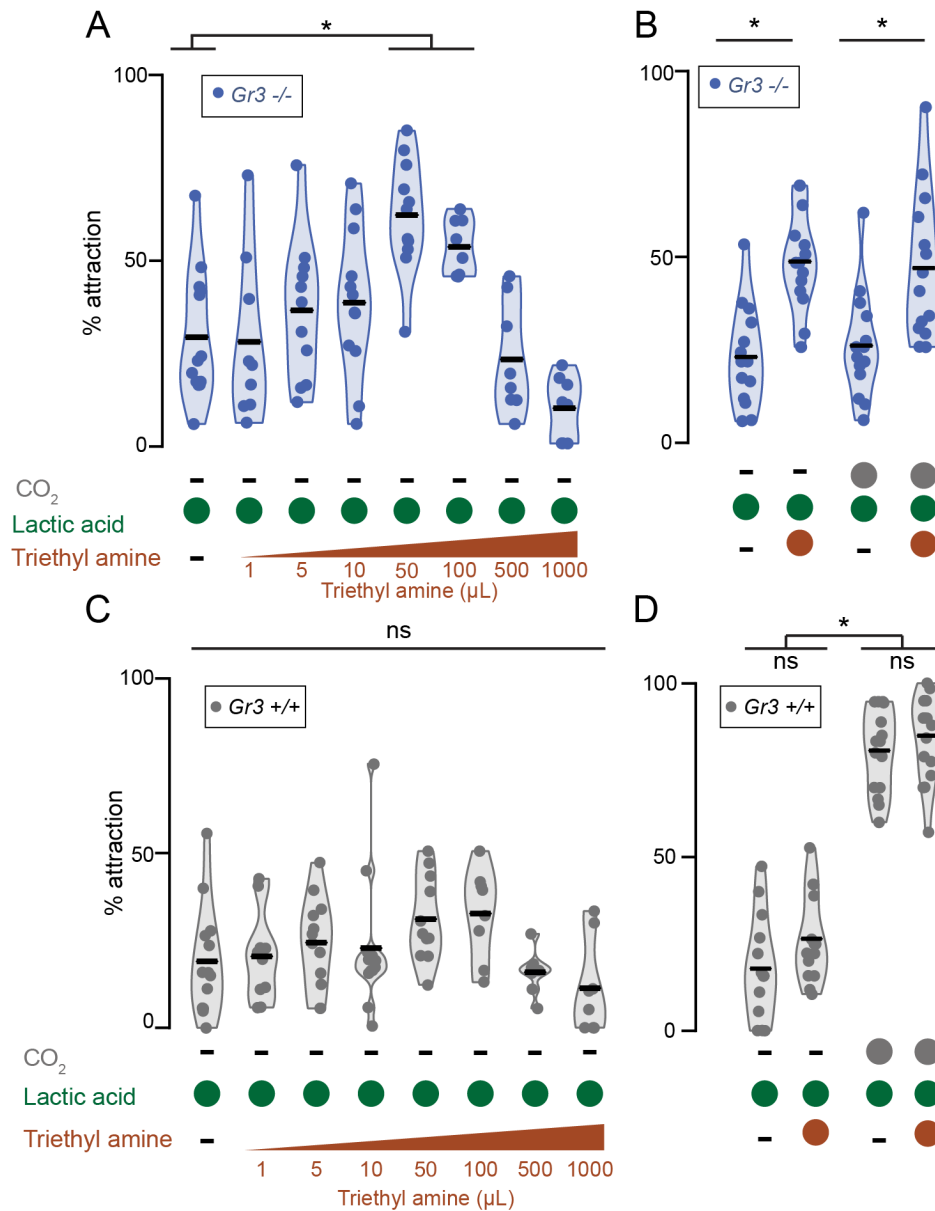 A
*
100
Gr3 -/-
% attraction
50
0
CO2
- - - - - - - -
Lactic acid
Triethyl amine
-
1 5 10 50 100 500 1000
Triethyl amine (µL)
B
* *
100
Gr3 -/-
50
0
- -
- -
C
ns
100
Gr3 +/+
% attraction
50
0
CO2
- - - - - - - -
Lactic acid
Triethyl amine
-
1 5 10 50 100 500 1000
Triethyl amine (µL)
D
*
ns ns
100
Gr3 +/+
50
0
- -
- -